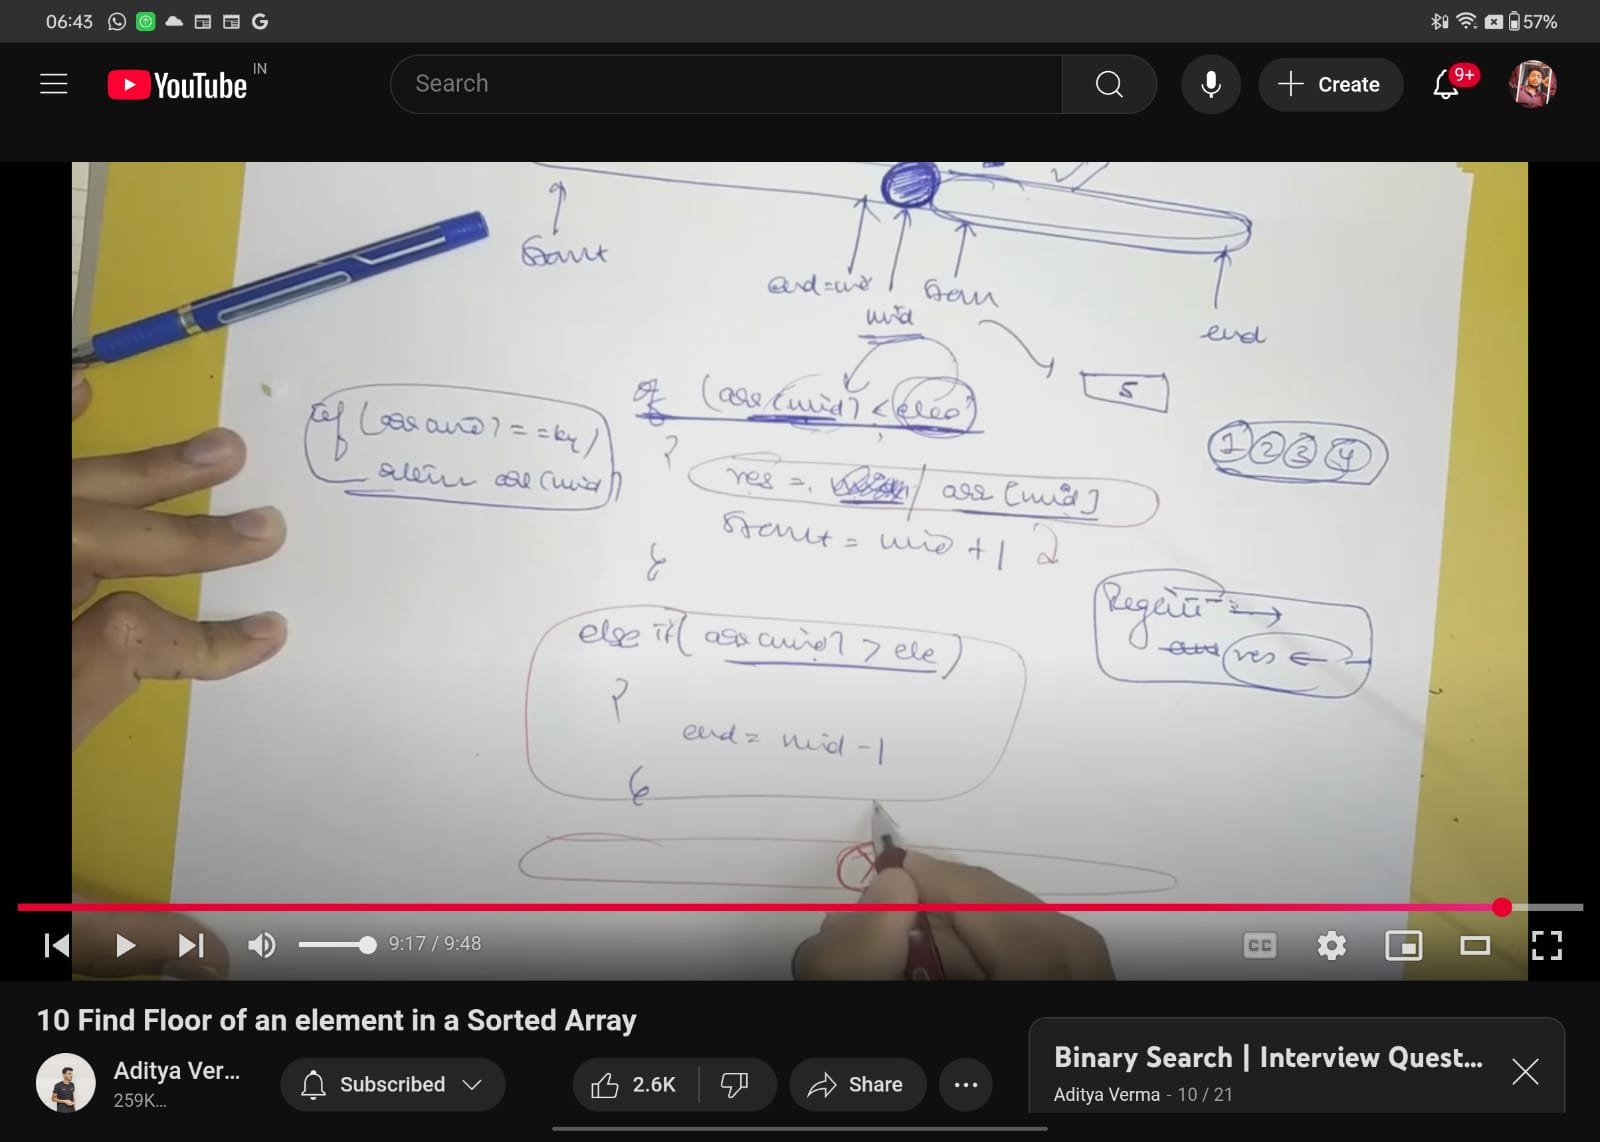 06:43
57%
YouTube IN
Search
Create
9+
start
end=mid
start
mid
end
if (arr[mid] < ele)
5
if (arr[mid] == key)
return arr[mid]
1 2 3 4
res = arr[mid]
start = mid + 1
else if( arr[mid] > ele )
res
end = mid - 1
9:17 / 9:48
CC
10 Find Floor of an element in a Sorted Array
Aditya Ver...
259K...
Subscribed
2.6K
Share
Binary Search | Interview Quest...
Aditya Verma - 10 / 21